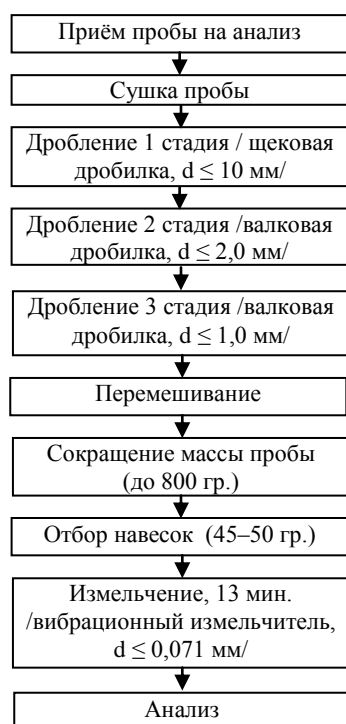 Приём пробы на анализ
Сушка пробы
Дробление 1 стадия / щековая
дробилка, d ≤ 10 мм/
Дробление 2 стадия /валковая
дробилка, d ≤ 2,0 мм/
Дробление 3 стадия /валковая
дробилка, d ≤ 1,0 мм/
Перемешивание
Сокращение массы пробы
(до 800 гр.)
Отбор навесок (45–50 гр.)
Измельчение, 13 мин.
/вибрационный измельчитель,
d ≤ 0,071 мм/
Анализ